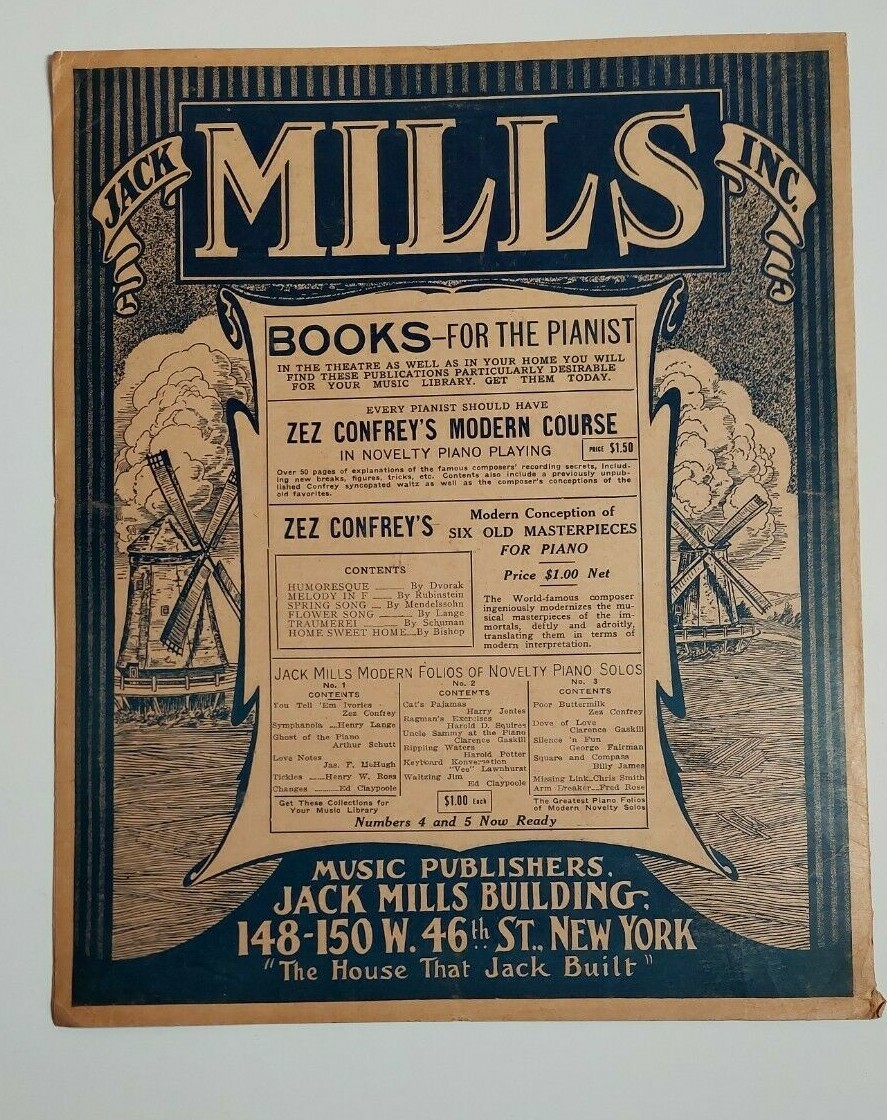 JACK
MILLS
INC.
BOOKS-FOR THE PIANIST
IN THE THEATRE AS WELL AS IN YOUR HOME YOU WILL
FIND THESE PUBLICATIONS PARTICULARLY DESIRABLE
FOR YOUR MUSIC LIBRARY. GET THEM TODAY.
EVERY PIANIST SHOULD HAVE
ZEZ CONFREY'S MODERN COURSE
IN NOVELTY PIANO PLAYING
PRICE $1.50
Over 50 pages of explanations of the famous composers' recording secrets, includ-
ing new breaks, figures, tricks, etc. Contents also include a previously unpub-
lished Confrey syncopated waltz as well as the composer's conceptions of the
old favorites.
ZEZ CONFREY'S
Modern Conception of
SIX OLD MASTERPIECES
FOR PIANO
Price $1.00 Net
CONTENTS
HUMORESQUE ____ By Dvorak
MELODY IN F ____ By Rubinstein
SPRING SONG __ By Mendelssohn
FLOWER SONG ____ By Lange
TRAUMEREI ____ By Schuman
HOME SWEET HOME__By Bishop
The World-famous composer
ingeniously modernizes the mu-
sical masterpieces of the im-
mortals, deftly and adroitly,
translating them in terms of
modern interpretation.
JACK MILLS MODERN FOLIOS OF NOVELTY PIANO SOLOS
No. 1
CONTENTS
You Tell 'Em Ivories -
Zez Confrey
Symphanola __Henry Lange
Ghost of the Piano
Arthur Schutt
Love Notes
Jas. F. McHugh
Tickles ____Henry W. Ross
Changes ____Ed Claypoole
Get These Collections for
Your Music Library
No. 2
CONTENTS
Cat's Pajamas
Harry Jentes
Ragman's Exercises
Harold D. Squires
Uncle Sammy at the Piano
Clarence Gaskill
Rippling Waters
Harold Potter
Keyboard Konversation
"Vee" Lawnhurst
Waltzing Jim
Ed Claypoole
$1.00 Each
No. 3
CONTENTS
Poor Buttermilk
Zez Confrey
Dove of Love
Clarence Gaskill
Silence 'n Fun
George Fairman
Square and Compass
Billy James
Missing Link__Chris Smith
Arm Breaker__Fred Rose
The Greatest Piano Folios
of Modern Novelty Solos
Numbers 4 and 5 Now Ready
MUSIC PUBLISHERS.
JACK MILLS BUILDING.
148-150 W. 46th ST., NEW YORK
"The House That Jack Built"